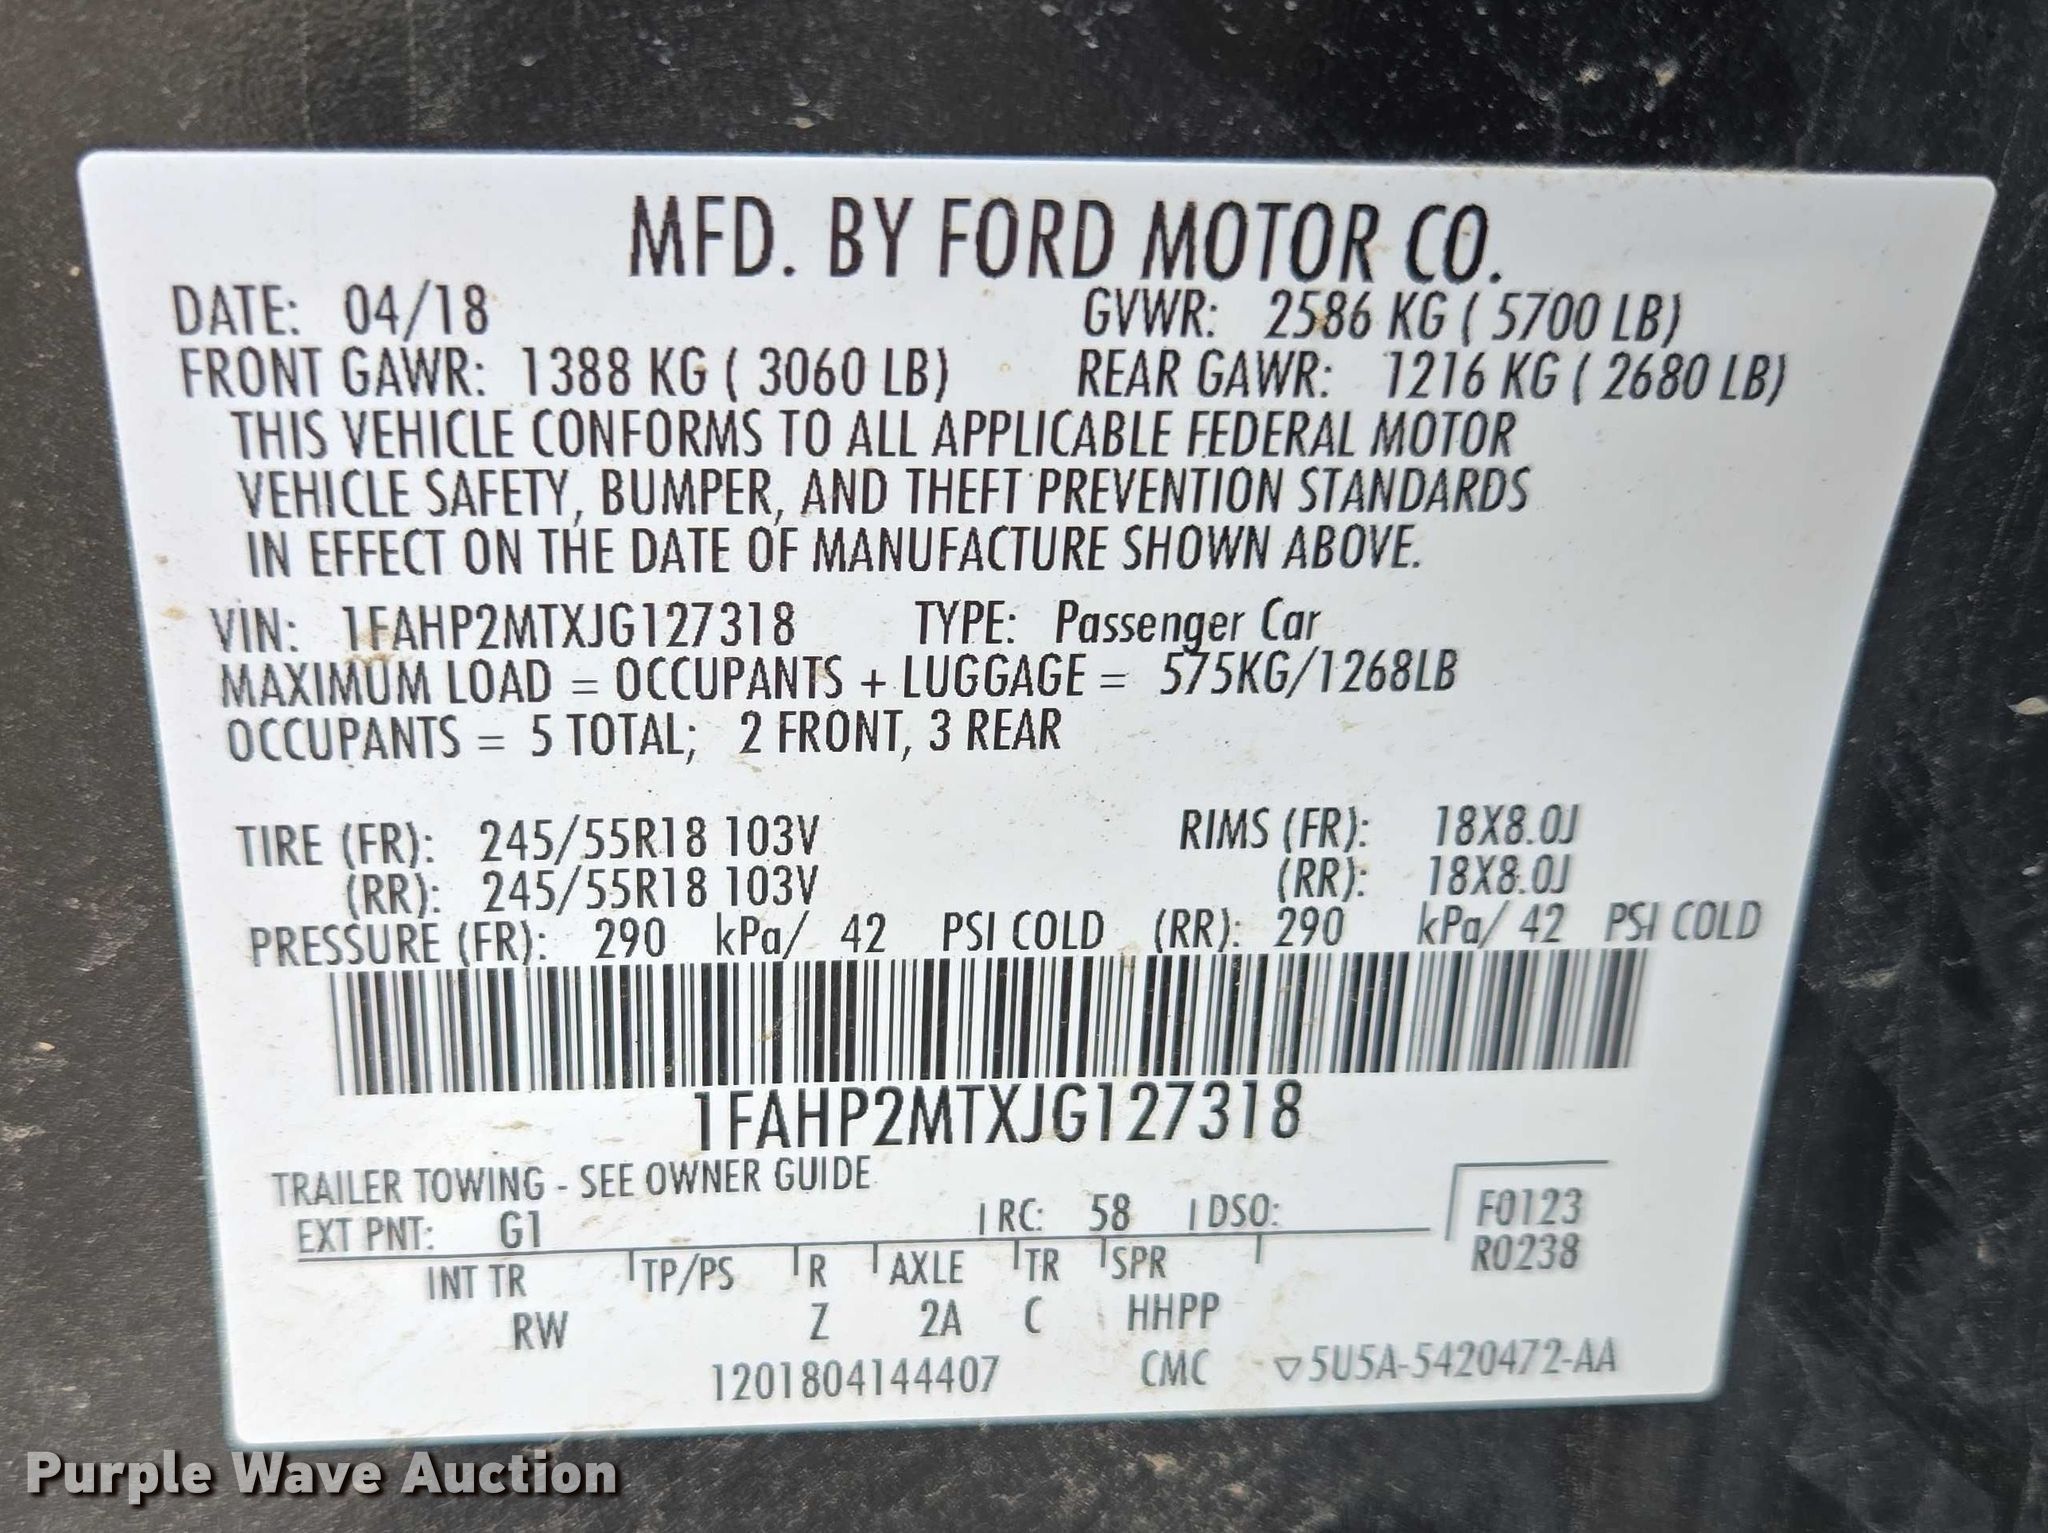 MFD. BY FORD MOTOR CO.
DATE: 04/18 GVWR: 2586 KG ( 5700 LB)
FRONT GAWR: 1388 KG ( 3060 LB) REAR GAWR: 1216 KG ( 2680 LB)
THIS VEHICLE CONFORMS TO ALL APPLICABLE FEDERAL MOTOR
VEHICLE SAFETY, BUMPER, AND THEFT PREVENTION STANDARDS
IN EFFECT ON THE DATE OF MANUFACTURE SHOWN ABOVE.
VIN: 1FAHP2MTXJG127318 TYPE: Passenger Car
MAXIMUM LOAD = OCCUPANTS + LUGGAGE = 575KG/1268LB
OCCUPANTS = 5 TOTAL; 2 FRONT, 3 REAR
TIRE (FR): 245/55R18 103V RIMS (FR): 18X8.0J
(RR): 245/55R18 103V (RR): 18X8.0J
PRESSURE (FR): 290 kPa/ 42 PSI COLD (RR): 290 kPa/ 42 PSI COLD
1FAHP2MTXJG127318
TRAILER TOWING - SEE OWNER GUIDE
EXT PNT: G1 RC: 58 DSO: F0123
R0238
INT TR TP/PS R AXLE TR SPR
RW Z 2A C HHPP
1201804144407 CMC ▽5U5A-5420472-AA
Purple Wave Auction